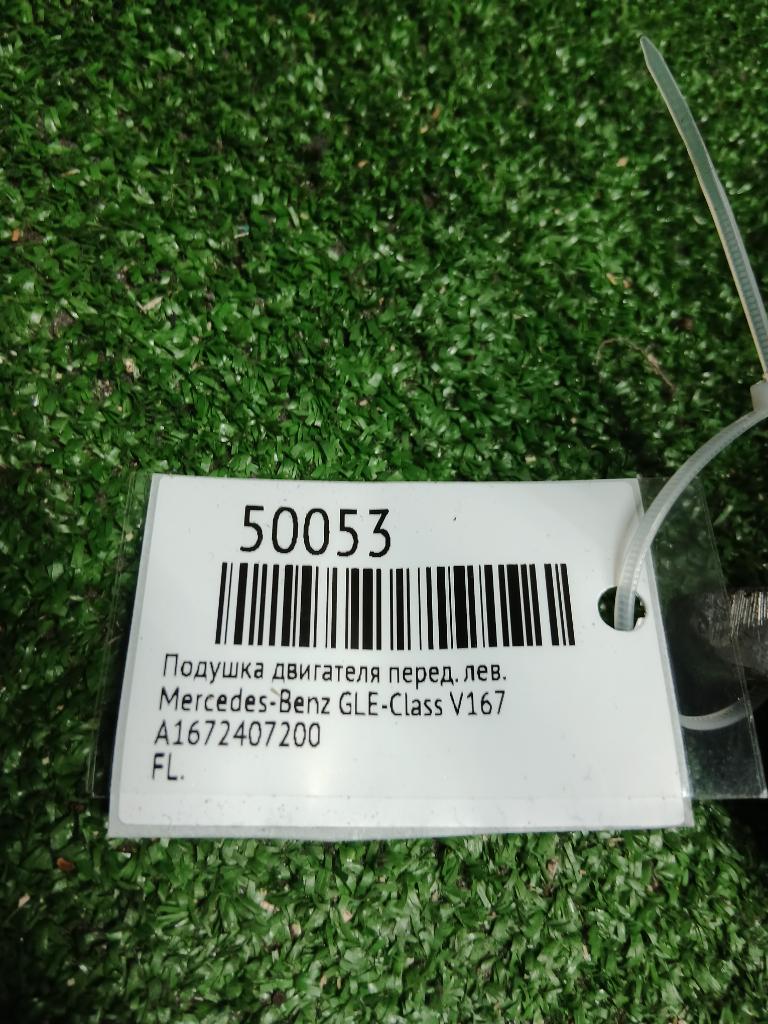 50053
Подушка двигателя перед. лев.
Mercedes-Benz GLE-Class V167
A1672407200
FL.